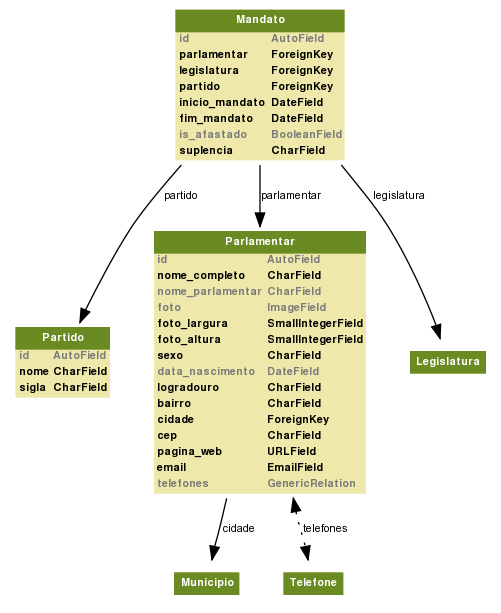 Mandato
id AutoField
parlamentar ForeignKey
legislatura ForeignKey
partido ForeignKey
inicio_mandato DateField
fim_mandato DateField
is_afastado BooleanField
suplencia CharField
partido parlamentar legislatura
Parlamentar
id AutoField
nome_completo CharField
nome_parlamentar CharField
foto ImageField
foto_largura SmallIntegerField
foto_altura SmallIntegerField
sexo CharField
data_nascimento DateField
logradouro CharField
bairro CharField
cidade ForeignKey
cep CharField
pagina_web URLField
email EmailField
telefones GenericRelation
Partido
id AutoField
nome CharField
sigla CharField
Legislatura
cidade telefones
Municipio Telefone